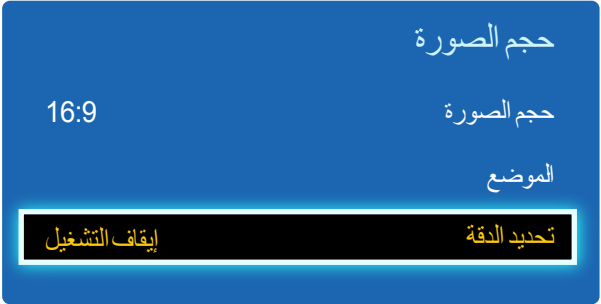 حجم الصورة
حجم الصورة 16:9
الموضع
تحديد الدقة إيقاف التشغيل